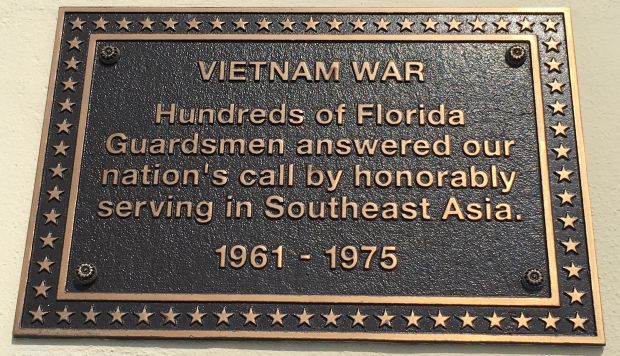 VIETNAM WAR
Hundreds of Florida
Guardsmen answered our
nation's call by honorably
serving in Southeast Asia.
1961 - 1975